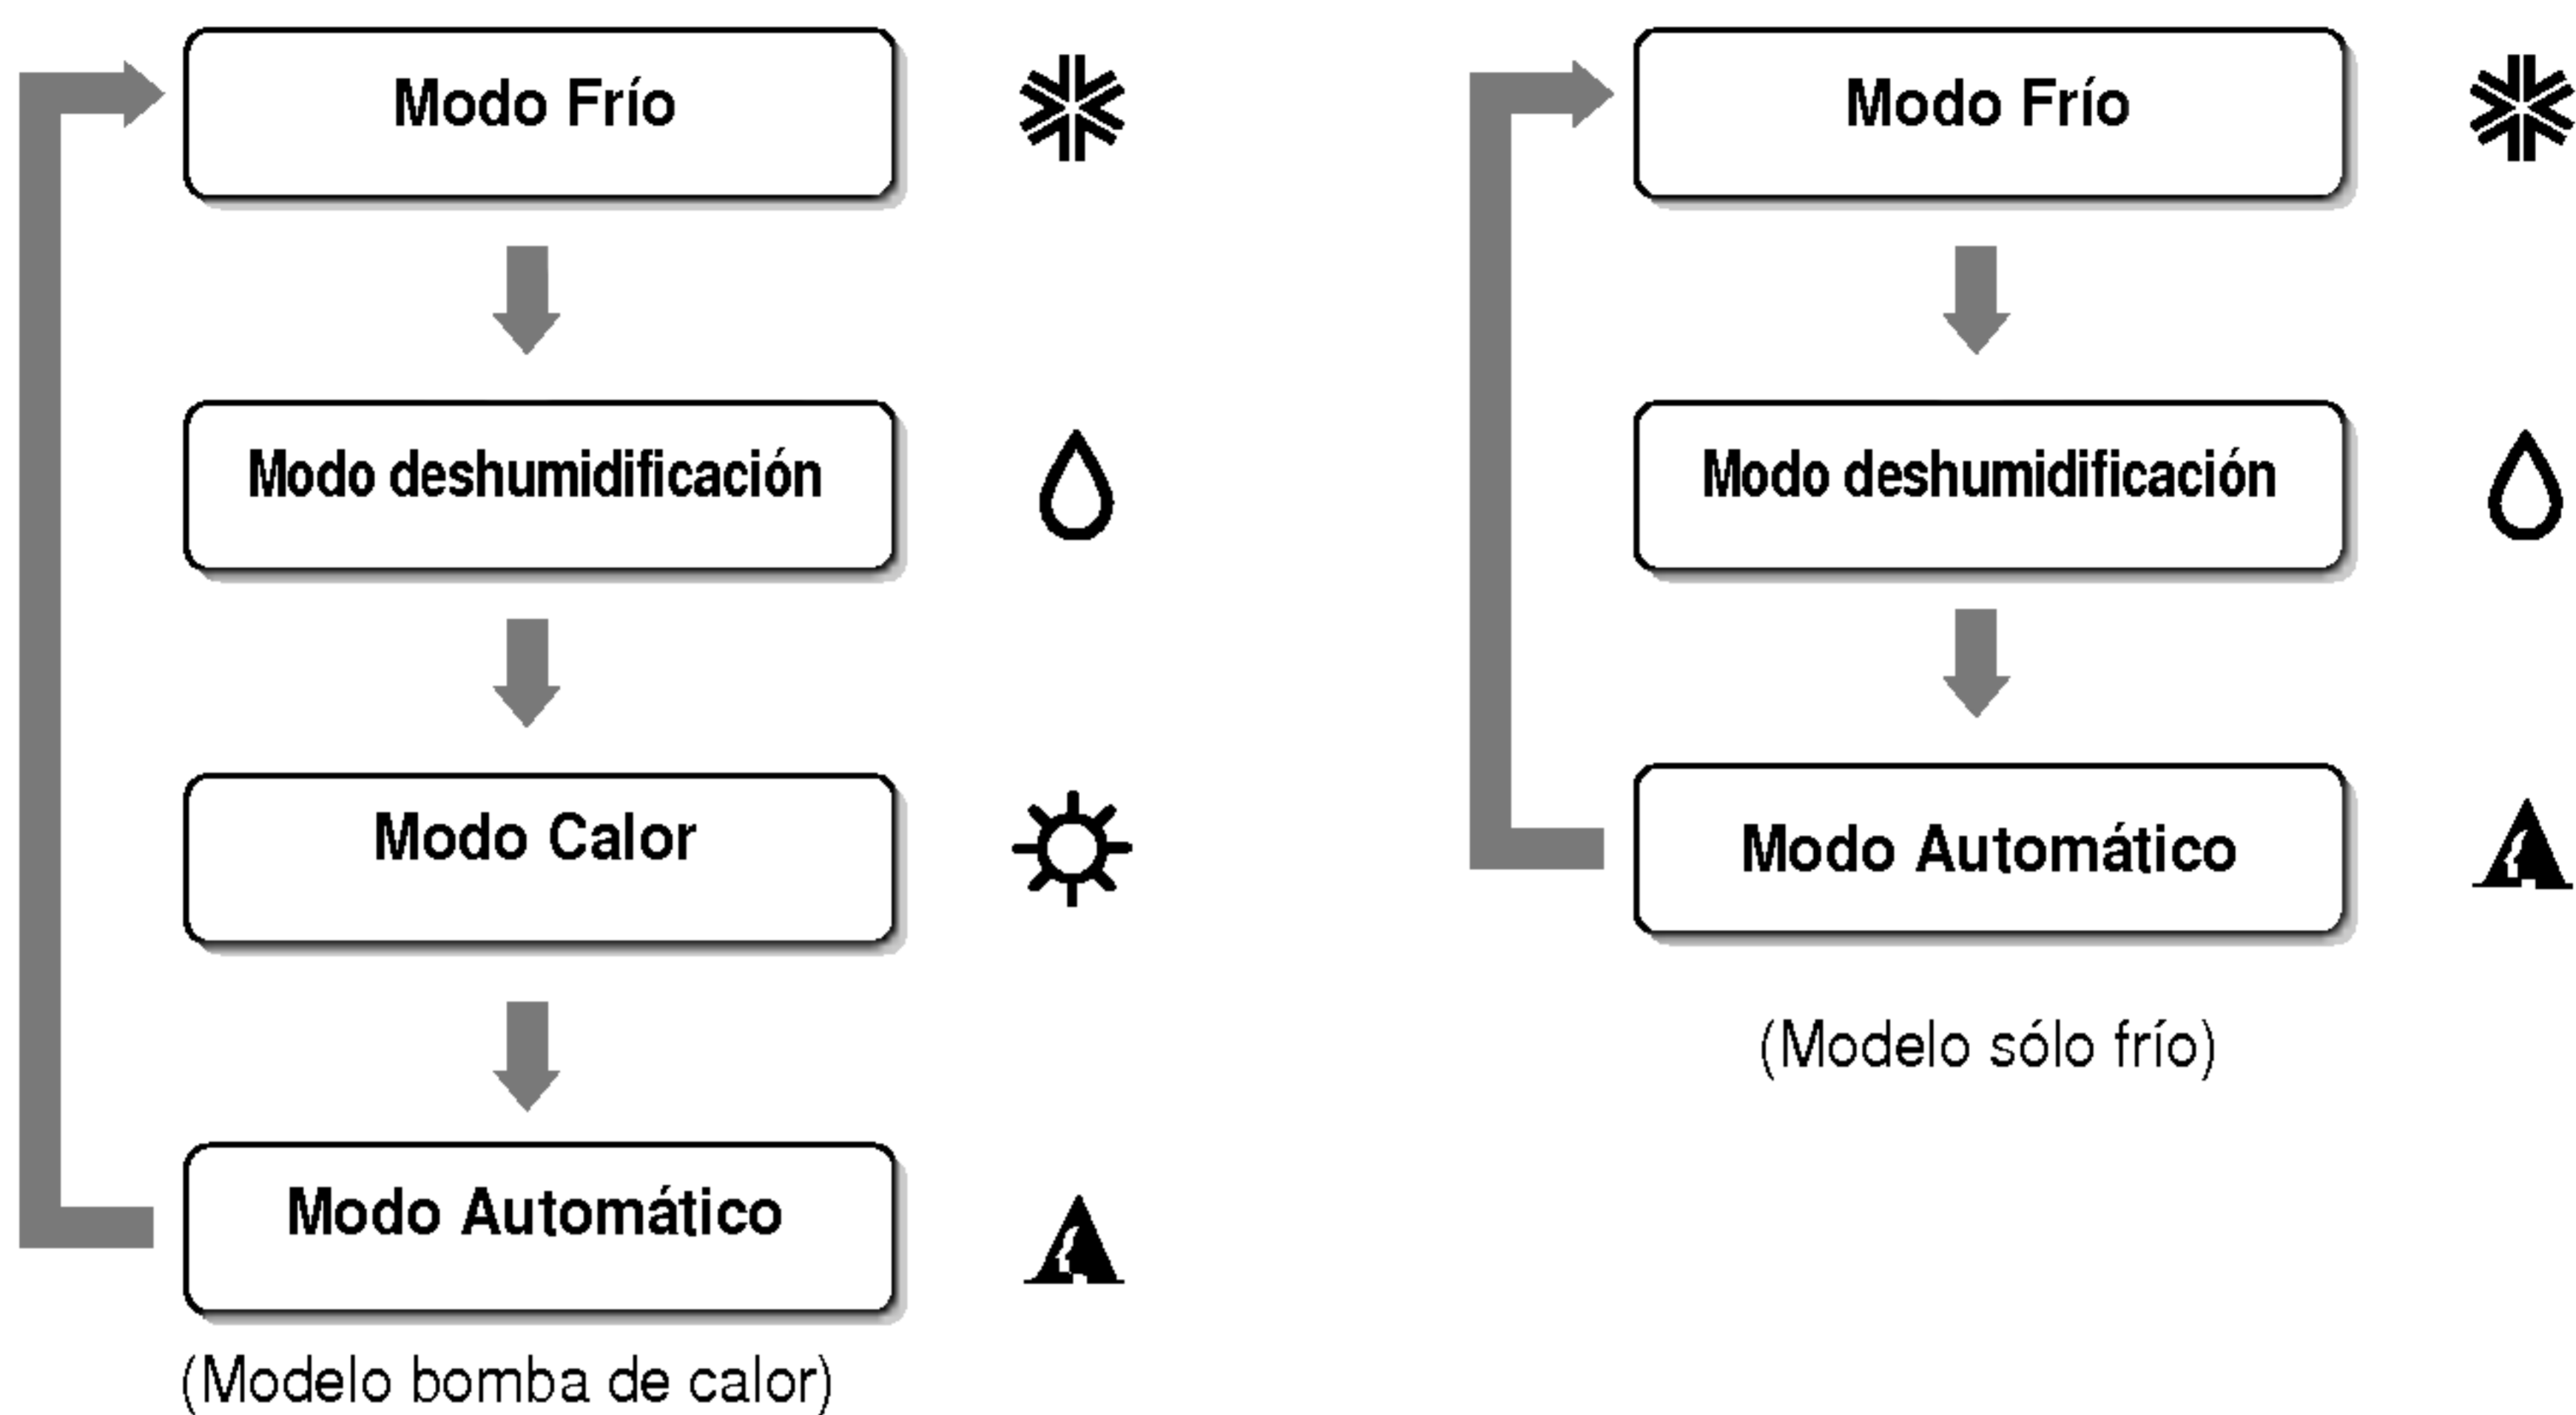 Modo Frío
Modo deshumidificación
Modo Calor
Modo Automático
(Modelo bomba de calor)
Modo Frío
Modo deshumidificación
Modo Automático
(Modelo sólo frío)